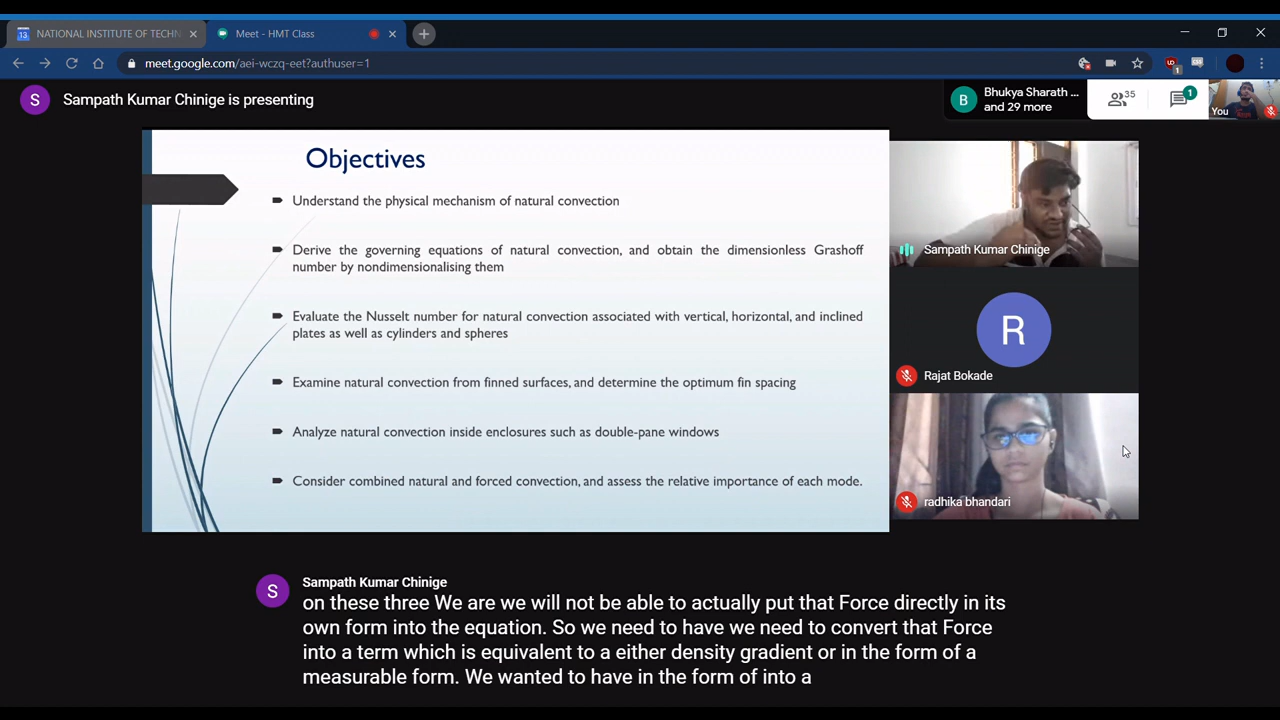 13 NATIONAL INSTITUTE OF TECHN
Meet - HMT Class
meet.google.com/aei-wczq-eet?authuser=1
UD
1
S Sampath Kumar Chinige is presenting
B Bhukya Sharath ...
and 29 more
35
1
You
Objectives
Understand the physical mechanism of natural convection
Derive the governing equations of natural convection, and obtain the dimensionless Grashoff
number by nondimensionalising them
Evaluate the Nusselt number for natural convection associated with vertical, horizontal, and inclined
plates as well as cylinders and spheres
Examine natural convection from finned surfaces, and determine the optimum fin spacing
Analyze natural convection inside enclosures such as double-pane windows
Consider combined natural and forced convection, and assess the relative importance of each mode.
Sampath Kumar Chinige
R
Rajat Bokade
radhika bhandari
S Sampath Kumar Chinige
on these three We are we will not be able to actually put that Force directly in its
own form into the equation. So we need to have we need to convert that Force
into a term which is equivalent to a either density gradient or in the form of a
measurable form. We wanted to have in the form of into a